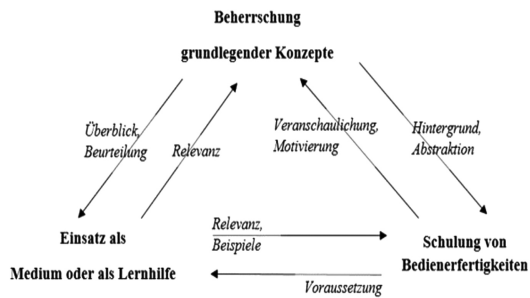 Beherrschung
grundlegender Konzepte
Überblick,
Beurteilung
Relevanz
Veranschaulichung,
Motivierung
Hintergrund,
Abstraktion
Einsatz als
Medium oder als Lernhilfe
Relevanz,
Beispiele
Voraussetzung
Schulung von
Bedienerfertigkeiten